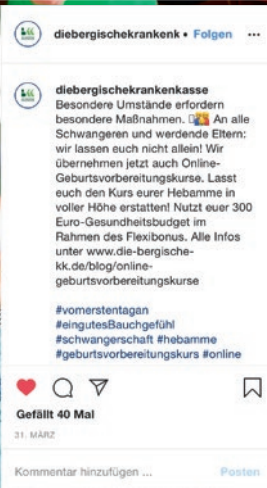 diebergischekrankenk • Folgen ...
diebergischekrankenkasse
Besondere Umstände erfordern
besondere Maßnahmen. An alle
Schwangeren und werdende Eltern:
wir lassen euch nicht allein! Wir
übernehmen jetzt auch Online-
Geburtsvorbereitungskurse. Lasst
euch den Kurs eurer Hebamme in
voller Höhe erstatten! Nutzt euer 300
Euro-Gesundheitsbudget im
Rahmen des Flexibonus. Alle Infos
unter www.die-bergische-
kk.de/blog/online-
geburtsvorbereitungskurse
#vomerstentagan
#eingutesBauchgefühl
#schwangerschaft #hebamme
#geburtsvorbereitungskurs #online
Gefällt 40 Mal
31. MÄRZ
Kommentar hinzufügen ... Posten